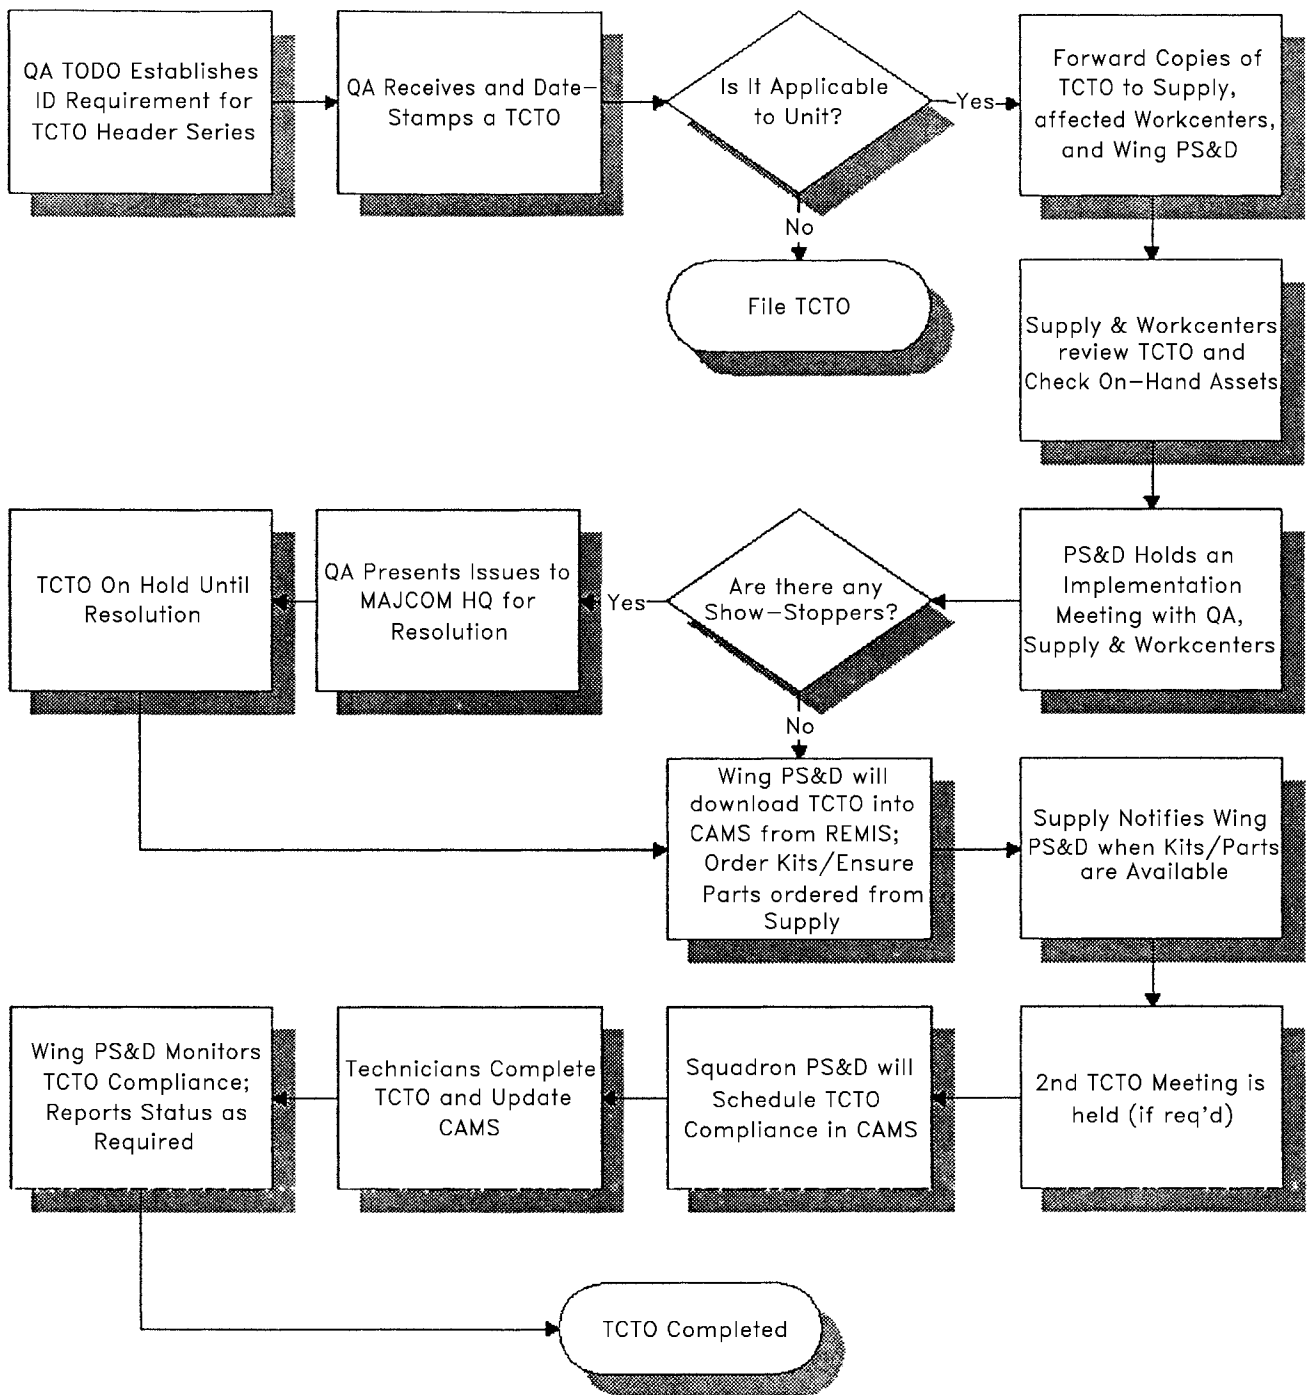 QA TODO Establishes
ID Requirement for
TCTO Header Series
QA Receives and Date-
Stamps a TCTO
Is It Applicable
to Unit?
Yes
Forward Copies of
TCTO to Supply,
affected Workcenters,
and Wing PS&D
No
File TCTO
Supply & Workcenters
review TCTO and
Check On-Hand Assets
PS&D Holds an
Implementation
Meeting with QA,
Supply & Workcenters
Are there any
Show-Stoppers?
Yes
QA Presents Issues to
MAJCOM HQ for
Resolution
TCTO On Hold Until
Resolution
No
Wing PS&D will
download TCTO into
CAMS from REMIS;
Order Kits/Ensure
Parts ordered from
Supply
Supply Notifies Wing
PS&D when Kits/Parts
are Available
2nd TCTO Meeting is
held (if req'd)
Squadron PS&D will
Schedule TCTO
Compliance in CAMS
Technicians Complete
TCTO and Update
CAMS
Wing PS&D Monitors
TCTO Compliance;
Reports Status as
Required
TCTO Completed